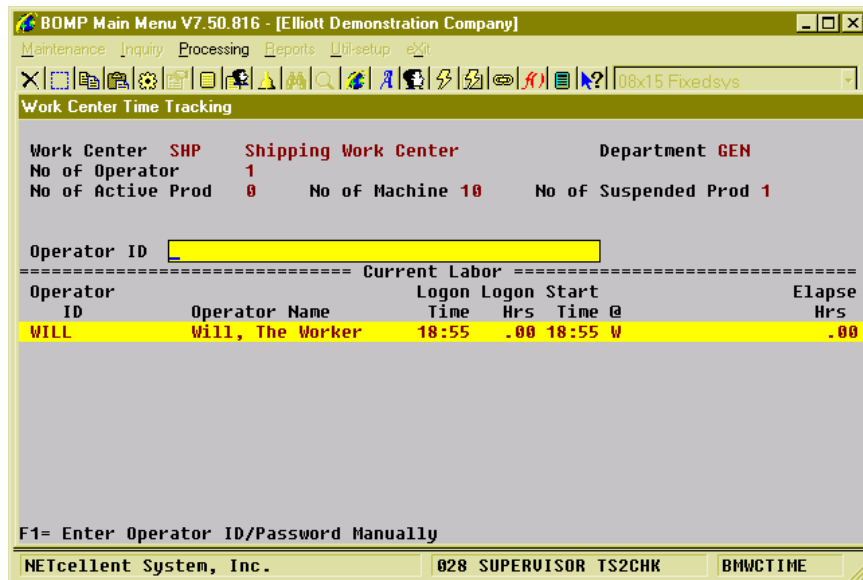 BOMP Main Menu V7.50.816 - [Elliott Demonstration Company]
Maintenance Inquiry Processing Reports Util-setup eXit
08x15 Fixedsys
Work Center Time Tracking
Work Center SHP Shipping Work Center Department GEN
No of Operator 1
No of Active Prod 0 No of Machine 10 No of Suspended Prod 1
Operator ID
=============================== Current Labor ================================
Operator Logon Logon Start Elapse
ID Operator Name Time Hrs Time @ Hrs
WILL Will, The Worker 18:55 .00 18:55 W .00
F1= Enter Operator ID/Password Manually
NETcellent System, Inc. 028 SUPERVISOR TS2CHK BMWCTIME